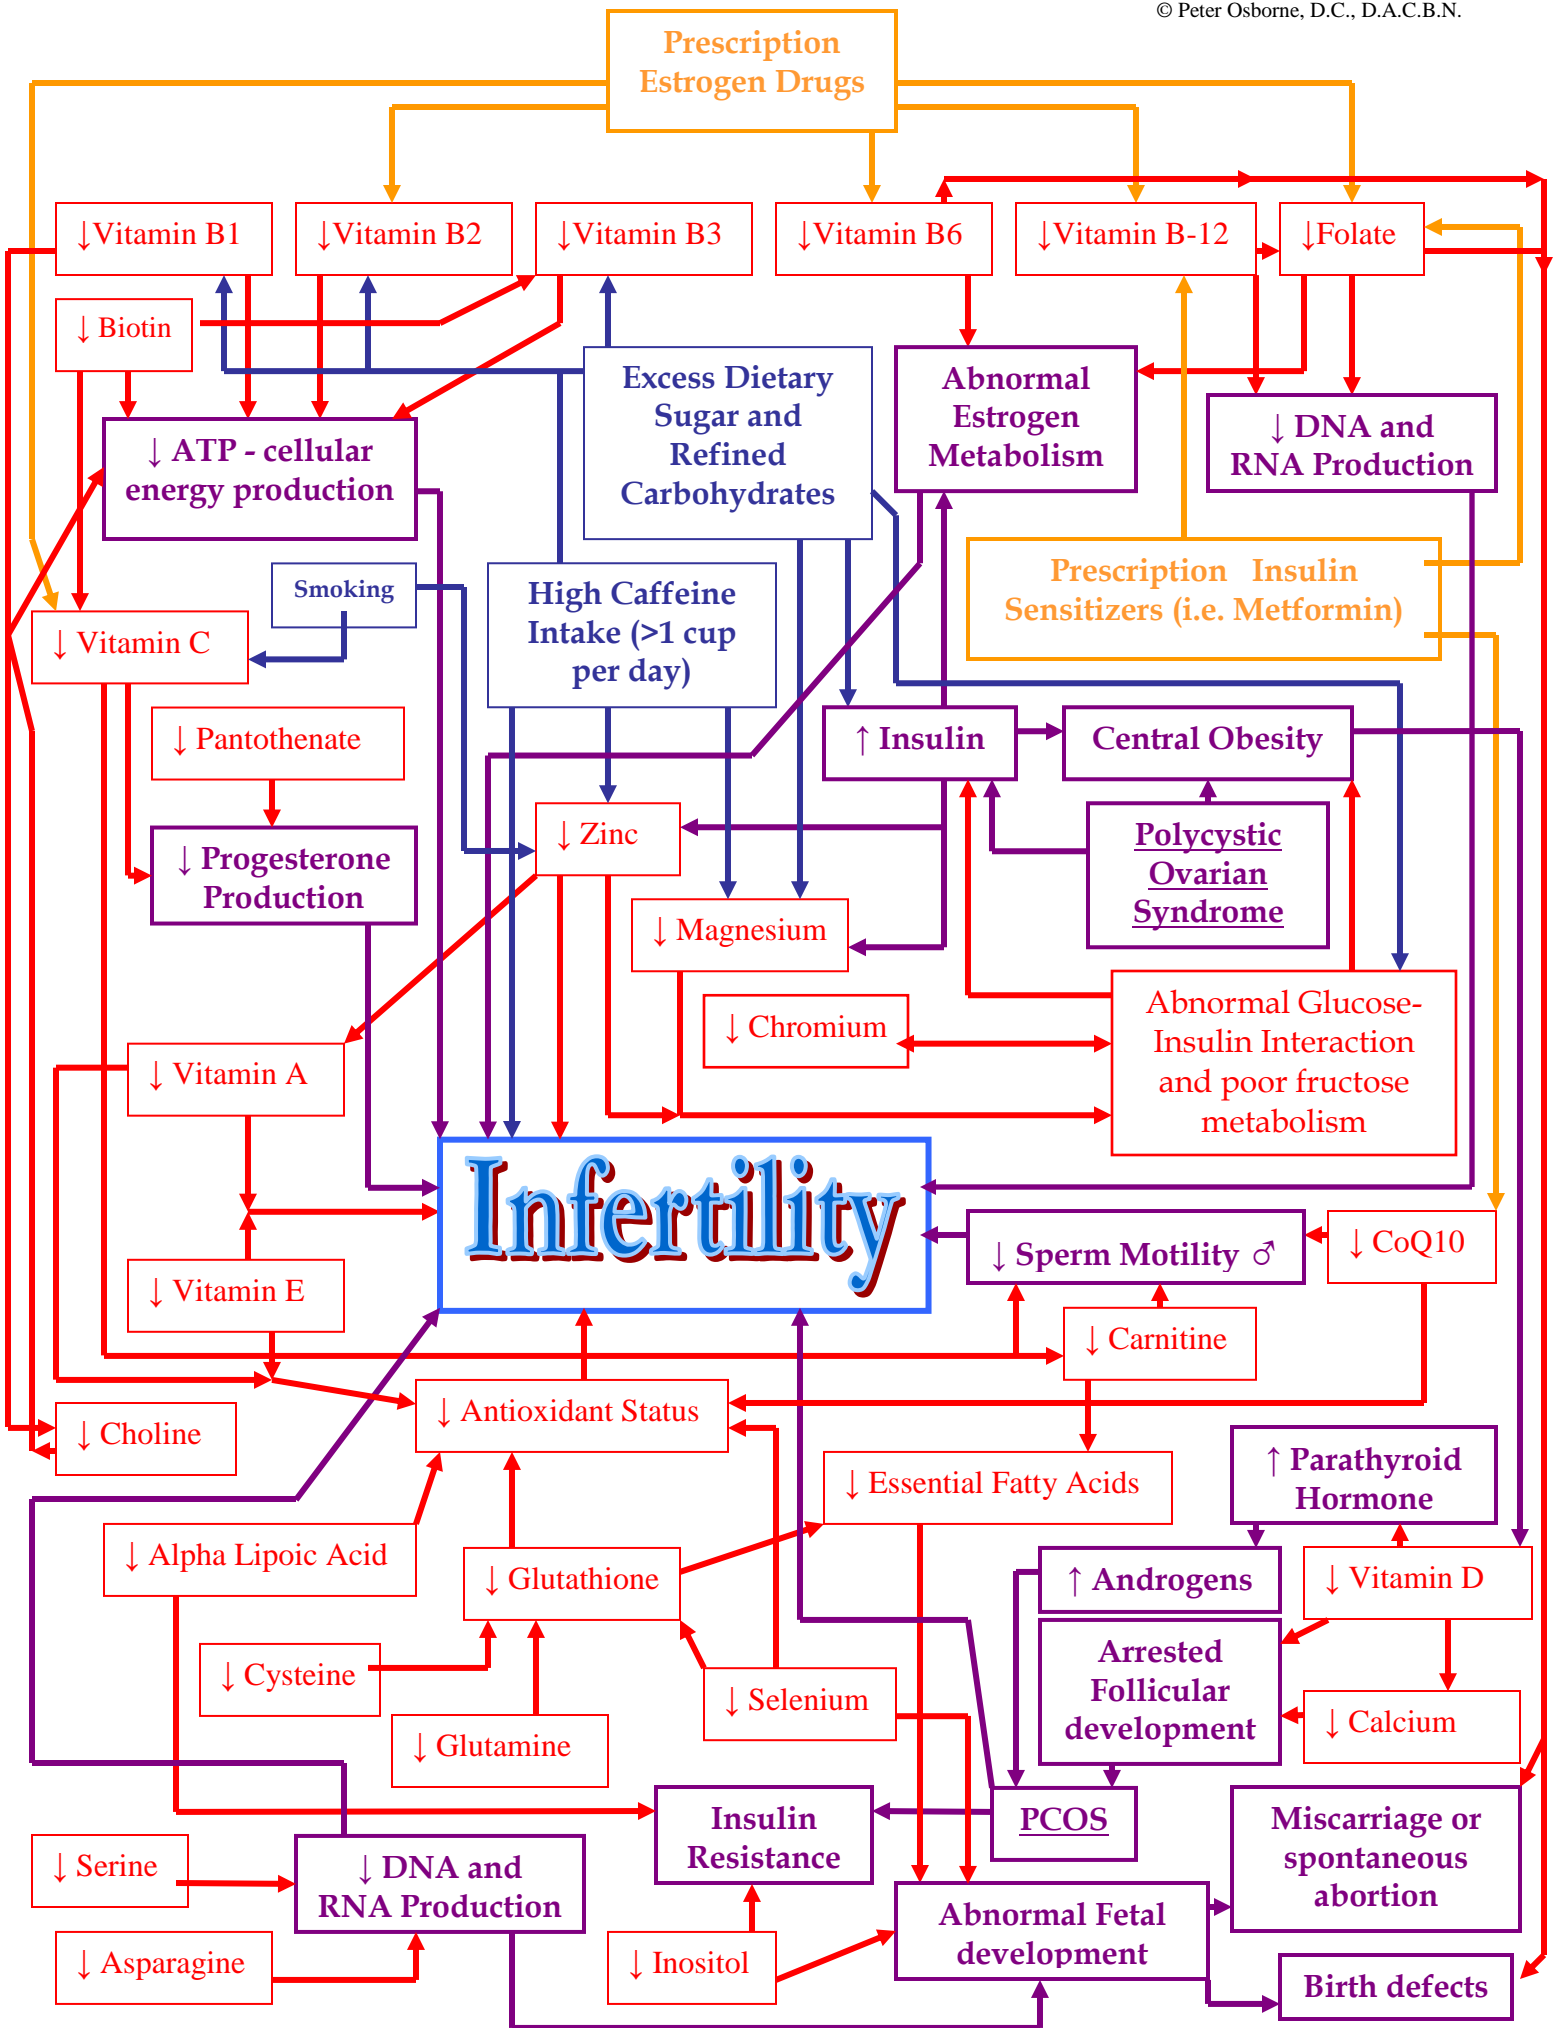 © Peter Osborne, D.C., D.A.C.B.N.
Prescription
Estrogen Drugs
↓Vitamin B1
↓Vitamin B2
↓Vitamin B3
↓Vitamin B6
↓Vitamin B-12
↓Folate
↓ Biotin
Excess Dietary
Sugar and
Refined
Carbohydrates
Abnormal
Estrogen
Metabolism
↓ DNA and
RNA Production
↓ ATP - cellular
energy production
Smoking
High Caffeine
Intake (>1 cup
per day)
Prescription Insulin
Sensitizers (i.e. Metformin)
↓ Vitamin C
↓ Pantothenate
↑ Insulin
Central Obesity
↓ Progesterone
Production
↓ Zinc
Polycystic
Ovarian
Syndrome
↓ Magnesium
↓ Chromium
Abnormal Glucose-
Insulin Interaction
and poor fructose
metabolism
↓ Vitamin A
Infertility
↓ Vitamin E
↓ Sperm Motility ♂
↓ CoQ10
↓ Carnitine
↓ Antioxidant Status
↓ Choline
↓ Essential Fatty Acids
↑ Parathyroid
Hormone
↓ Alpha Lipoic Acid
↓ Glutathione
↑ Androgens
↓ Vitamin D
↓ Cysteine
↓ Selenium
Arrested
Follicular
development
↓ Calcium
↓ Glutamine
Insulin
Resistance
PCOS
Miscarriage or
spontaneous
abortion
↓ Serine
↓ DNA and
RNA Production
Abnormal Fetal
development
↓ Asparagine
↓ Inositol
Birth defects